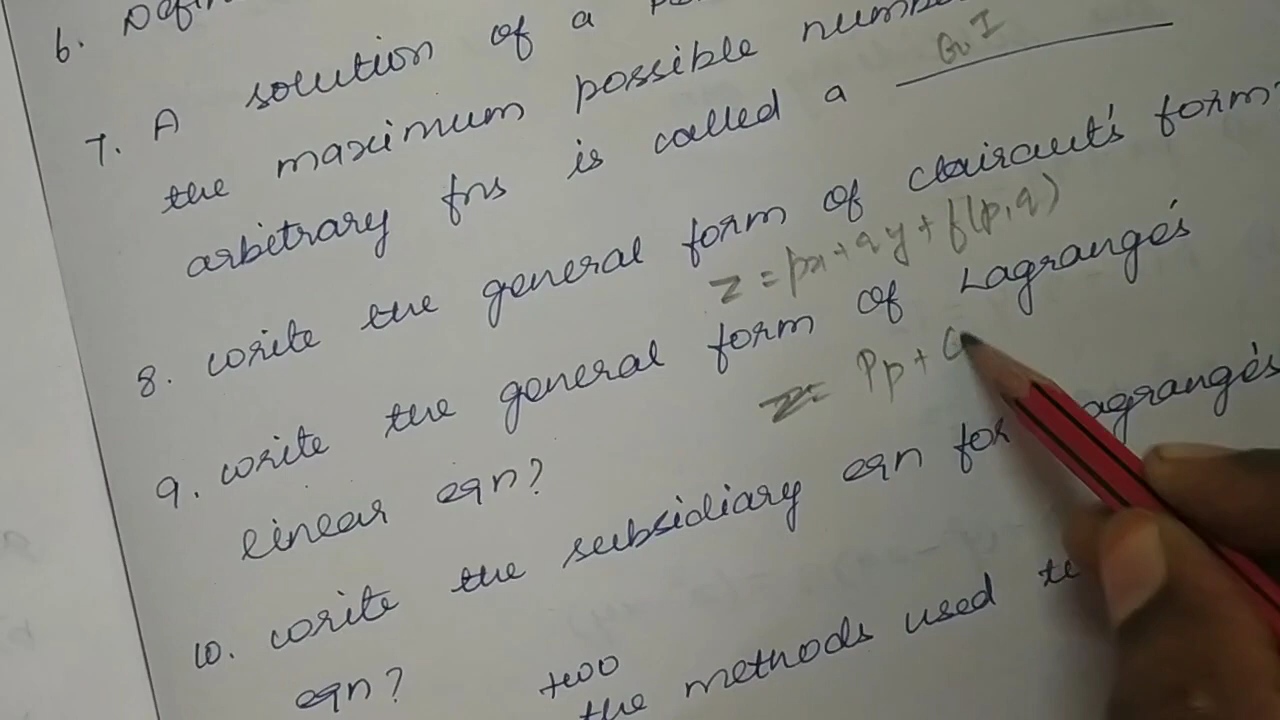 6.
7. A solution of a
the maximum possible
arbitrary fns is called a G.I
8. write the general form of clairaut's form
z = px + qy + f(p,q)
9. write the general form of Lagrange's
Pp +
linear eqn?
10. write the subsidiary eqn for Lagrange's
eqn?
two
the methods used